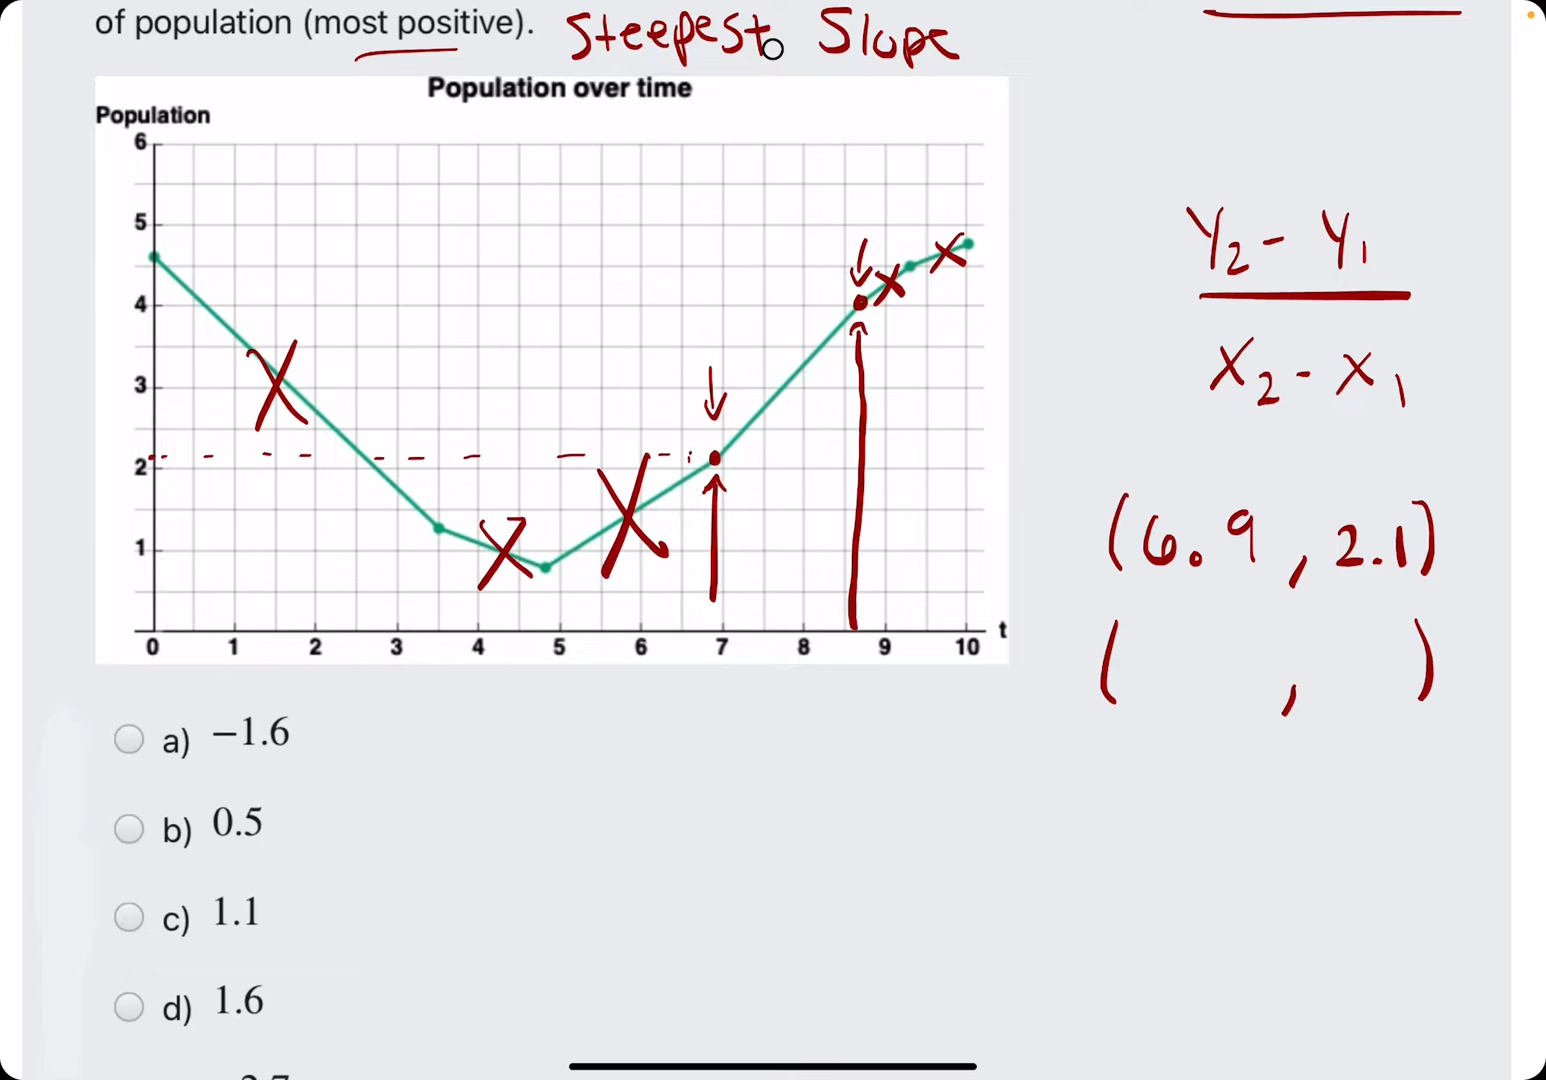 of population (most positive). Steepest Slope
Population over time
Population
6
5
4
3
2
1
0 1 2 3 4 5 6 7 8 9 10 t
Y2 - Y1
X2 - X1
(6.9, 2.1)
( , )
a) −1.6
b) 0.5
c) 1.1
d) 1.6